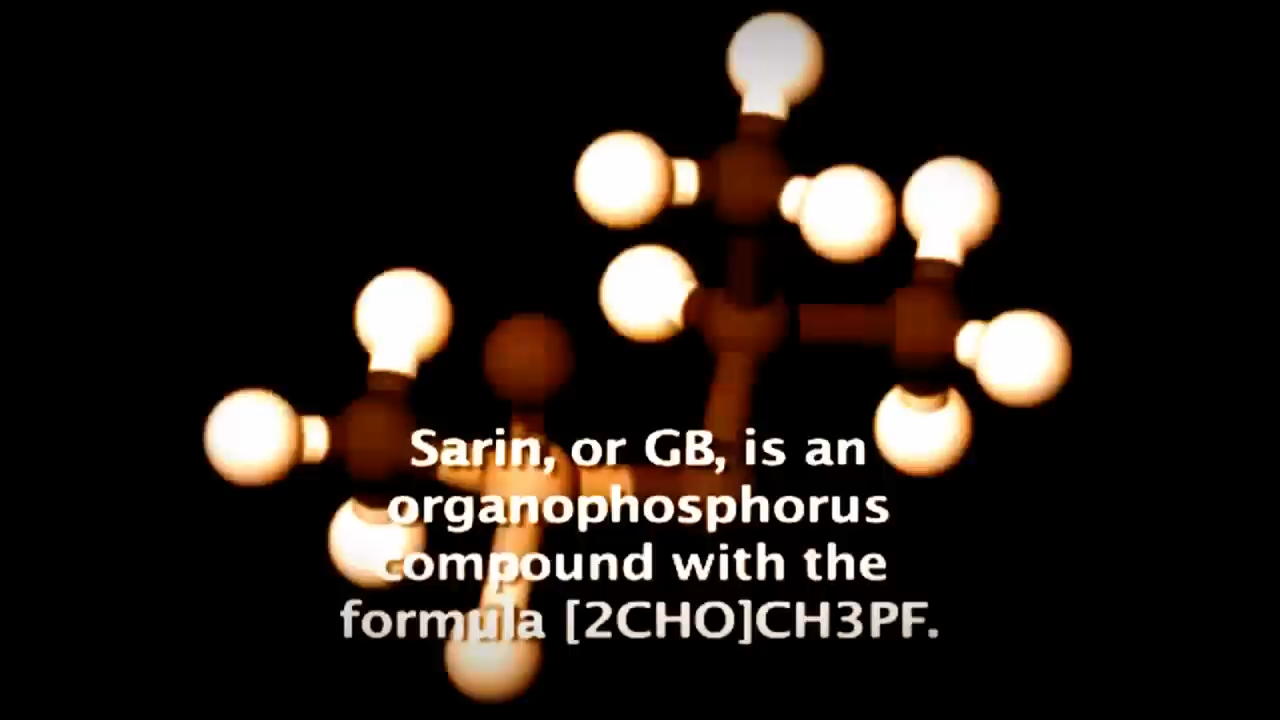 Sarin, or GB, is an
organophosphorus
compound with the
formula [2CHO]CH3PF.